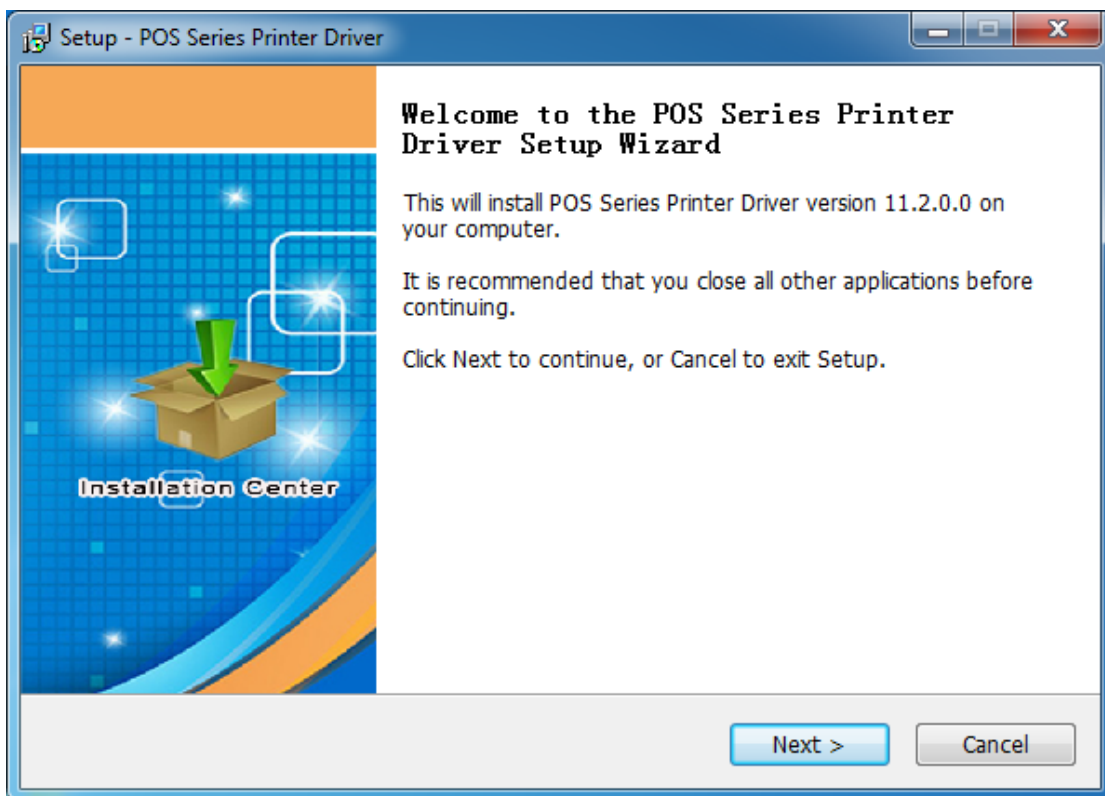 Setup - POS Series Printer Driver
Welcome to the POS Series Printer
Driver Setup Wizard
This will install POS Series Printer Driver version 11.2.0.0 on
your computer.
It is recommended that you close all other applications before
continuing.
Click Next to continue, or Cancel to exit Setup.
Installation Center
Next >
Cancel